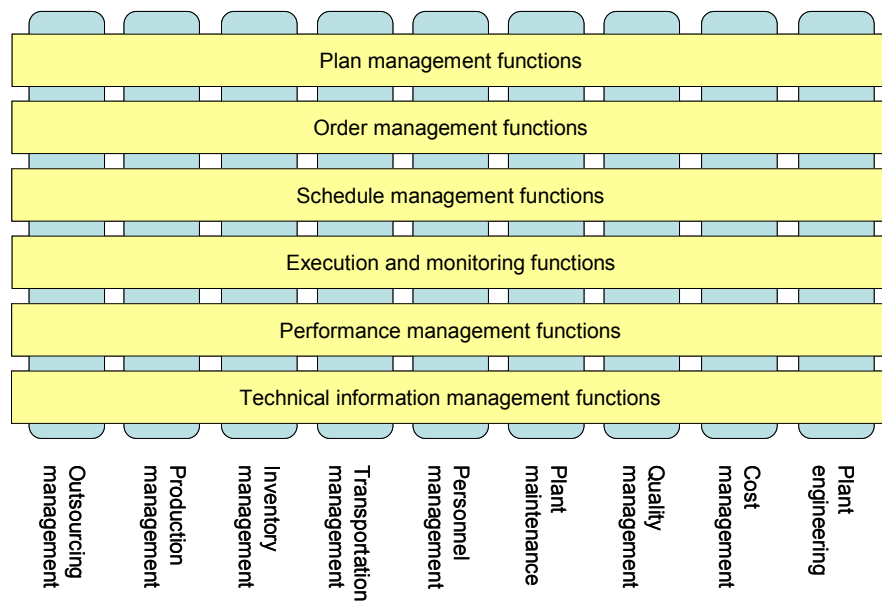 Plan management functions
Order management functions
Schedule management functions
Execution and monitoring functions
Performance management functions
Technical information management functions
Outsourcing
management
Production
management
Inventory
management
Transportation
management
Personnel
management
Plant
maintenance
Quality
management
Cost
management
Plant
engineering